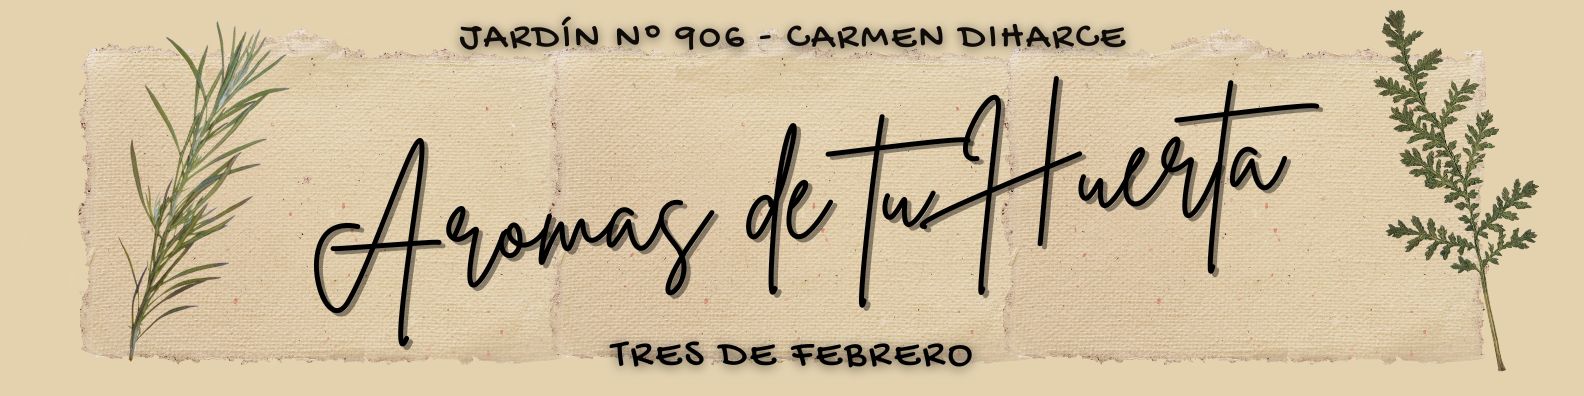 JARDÍN Nº 906 - CARMEN DIHARCE
Aromas de tu Huerta
TRES DE FEBRERO